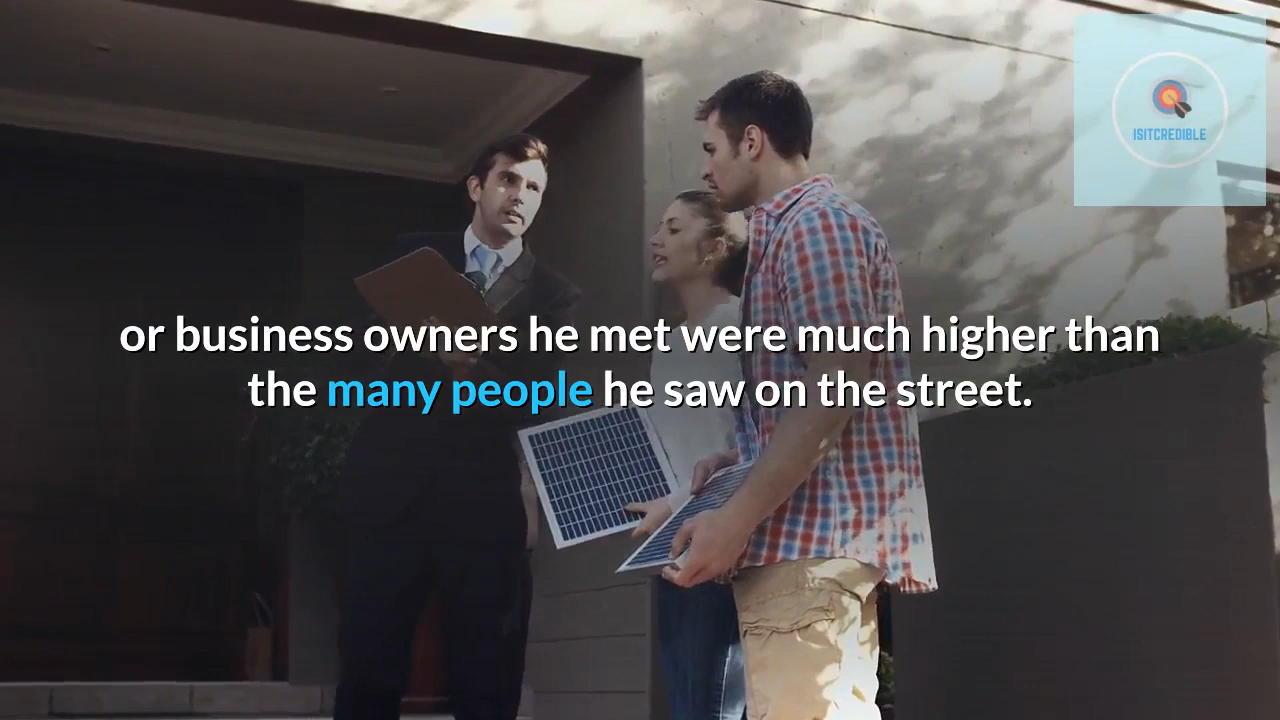 ISITCREDIBLE
or business owners he met were much higher than
the many people he saw on the street.